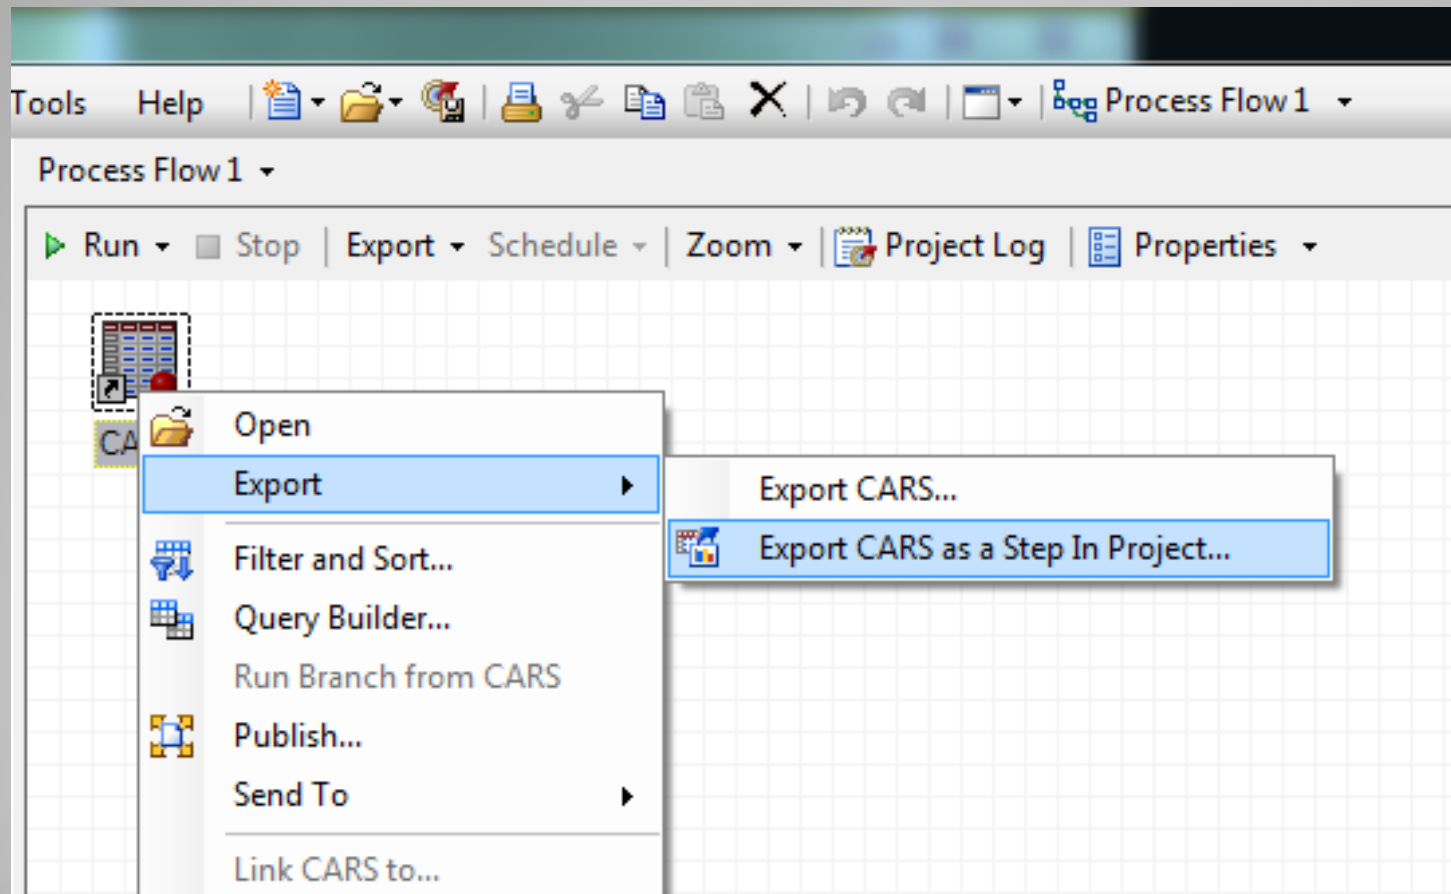 Tools Help Process Flow 1
Process Flow 1
Run Stop Export Schedule Zoom Project Log Properties
CA
Open
Export
Export CARS...
Export CARS as a Step In Project...
Filter and Sort...
Query Builder...
Run Branch from CARS
Publish...
Send To
Link CARS to...